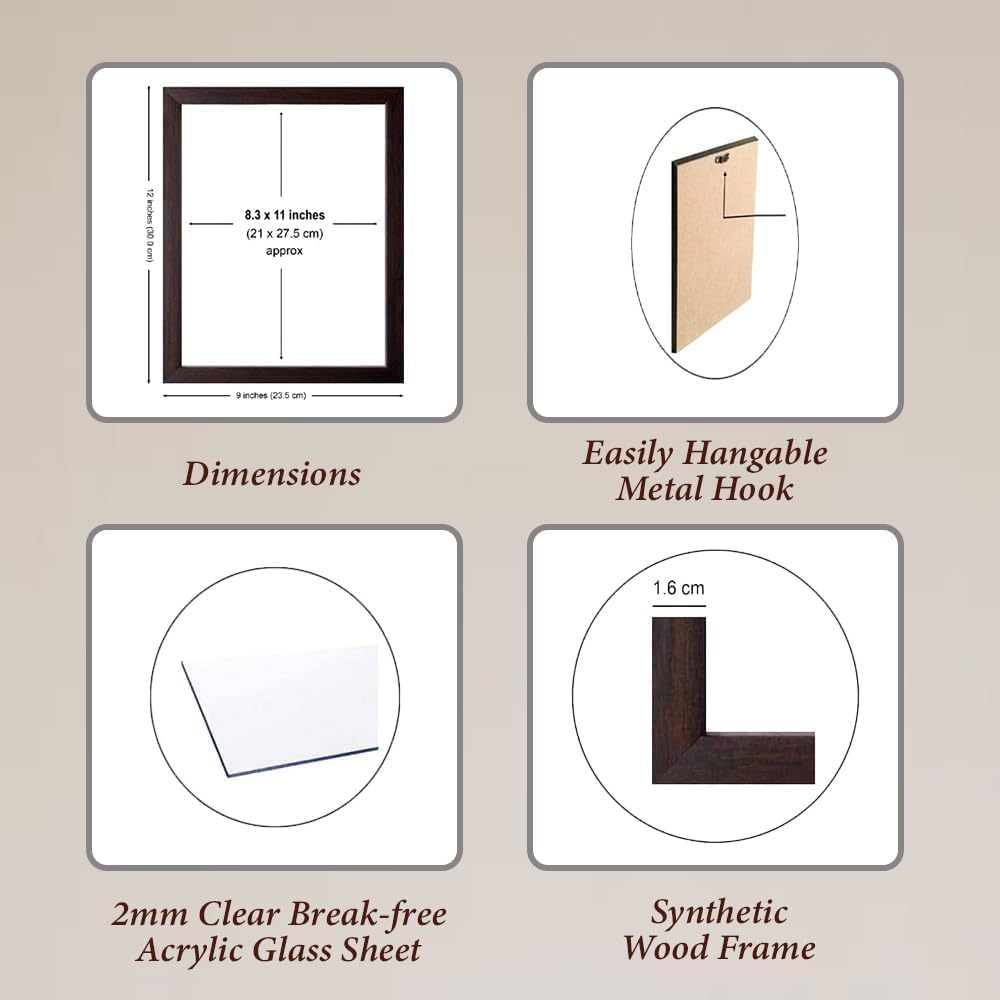 12 inches (30.0 cm)
8.3 x 11 inches
(21 x 27.5 cm)
approx
9 inches (23.5 cm)
Dimensions
Easily Hangable
Metal Hook
2mm Clear Break-free
Acrylic Glass Sheet
1.6 cm
Synthetic
Wood Frame